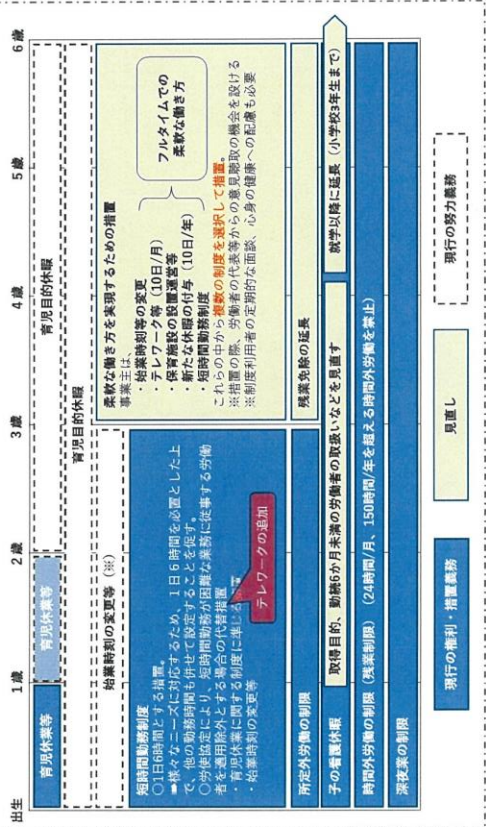 出生
1歳
2歳
3歳
4歳
5歳
6歳
育児休業等
育児休業等
育児目的休暇
育児目的休暇
始業時刻の変更等（※）
短時間勤務制度
○1日6時間とする措置。
➡様々なニーズに対応するため、1日6時間を必置とした上
で、他の勤務時間も併せて設定することを促す。
○労使協定により、短時間勤務が困難な業務に従事する労働
者を適用除外とする場合の代替措置
・育児休業に関する制度に準じる
・始業時刻の変更等
テレワークの追加
柔軟な働き方を実現するための措置
事業主は、
・始業時刻等の変更
・テレワーク等（10日/月）
・保育施設の設置運営等
・新たな休暇の付与（10日/年）
・短時間勤務制度
フルタイムでの
柔軟な働き方
これらの中から複数の制度を選択して措置。
※措置の際、労働者の代表等からの意見聴取の機会を設ける
※制度利用者の定期的な面談、心身の健康への配慮も必要
所定外労働の制限
残業免除の延長
子の看護休暇
取得目的、勤続6か月未満の労働者の取扱いなどを見直す
就学以降に延長（小学校3年生まで）
時間外労働の制限（残業制限）（24時間/月、150時間/年を超える時間外労働を禁止）
深夜業の制限
現行の権利・措置義務
見直し
現行の努力義務